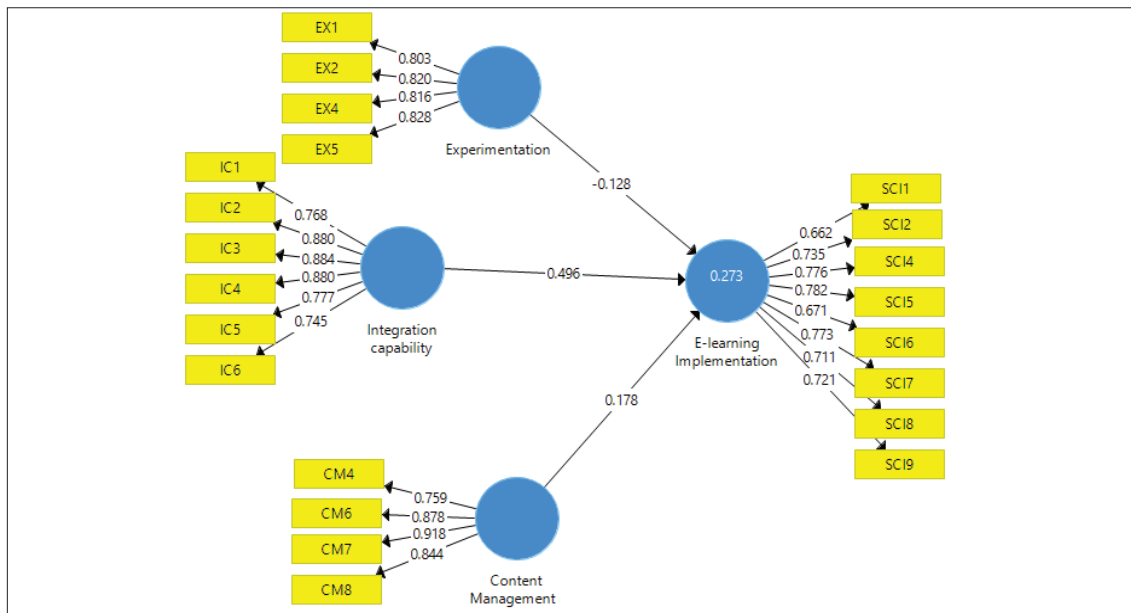 EX1
0.803
EX2
0.820
EX4
0.816
EX5
0.828
Experimentation
IC1
0.768
IC2
0.880
IC3
0.884
IC4
0.880
IC5
0.777
IC6
0.745
Integration
capability
-0.128
0.496
0.178
0.273
E-learning
Implementation
SCI1
0.662
SCI2
0.735
SCI4
0.776
SCI5
0.782
SCI6
0.671
SCI7
0.773
SCI8
0.711
SCI9
0.721
CM4
0.759
CM6
0.878
CM7
0.918
CM8
0.844
Content
Management